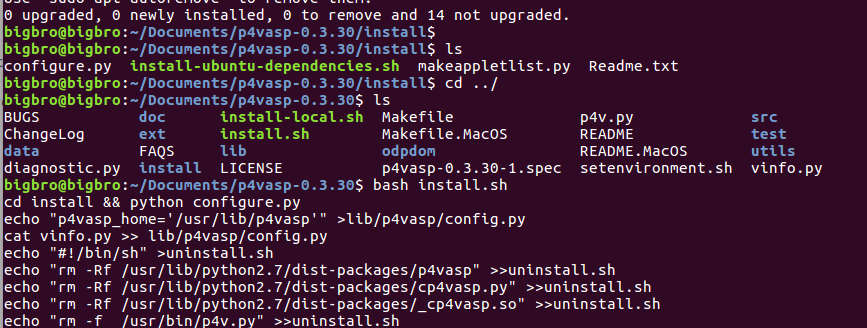 Use 'sudo apt autoremove' to remove them.
0 upgraded, 0 newly installed, 0 to remove and 14 not upgraded.
bigbro@bigbro:~/Documents/p4vasp-0.3.30/install$
bigbro@bigbro:~/Documents/p4vasp-0.3.30/install$ ls
configure.py  install-ubuntu-dependencies.sh  makeappletlist.py  Readme.txt
bigbro@bigbro:~/Documents/p4vasp-0.3.30/install$ cd ../
bigbro@bigbro:~/Documents/p4vasp-0.3.30$ ls
BUGS           doc      install-local.sh  Makefile               p4v.py             src
ChangeLog      ext      install.sh        Makefile.MacOS         README             test
data           FAQS     lib               odpdom                 README.MacOS       utils
diagnostic.py  install  LICENSE           p4vasp-0.3.30-1.spec   setenvironment.sh  vinfo.py
bigbro@bigbro:~/Documents/p4vasp-0.3.30$ bash install.sh
cd install && python configure.py
echo "p4vasp_home='/usr/lib/p4vasp'" >lib/p4vasp/config.py
cat vinfo.py >> lib/p4vasp/config.py
echo "#!/bin/sh" >uninstall.sh
echo "rm -Rf /usr/lib/python2.7/dist-packages/p4vasp" >>uninstall.sh
echo "rm -Rf /usr/lib/python2.7/dist-packages/cp4vasp.py" >>uninstall.sh
echo "rm -Rf /usr/lib/python2.7/dist-packages/_cp4vasp.so" >>uninstall.sh
echo "rm -f  /usr/bin/p4v.py" >>uninstall.sh